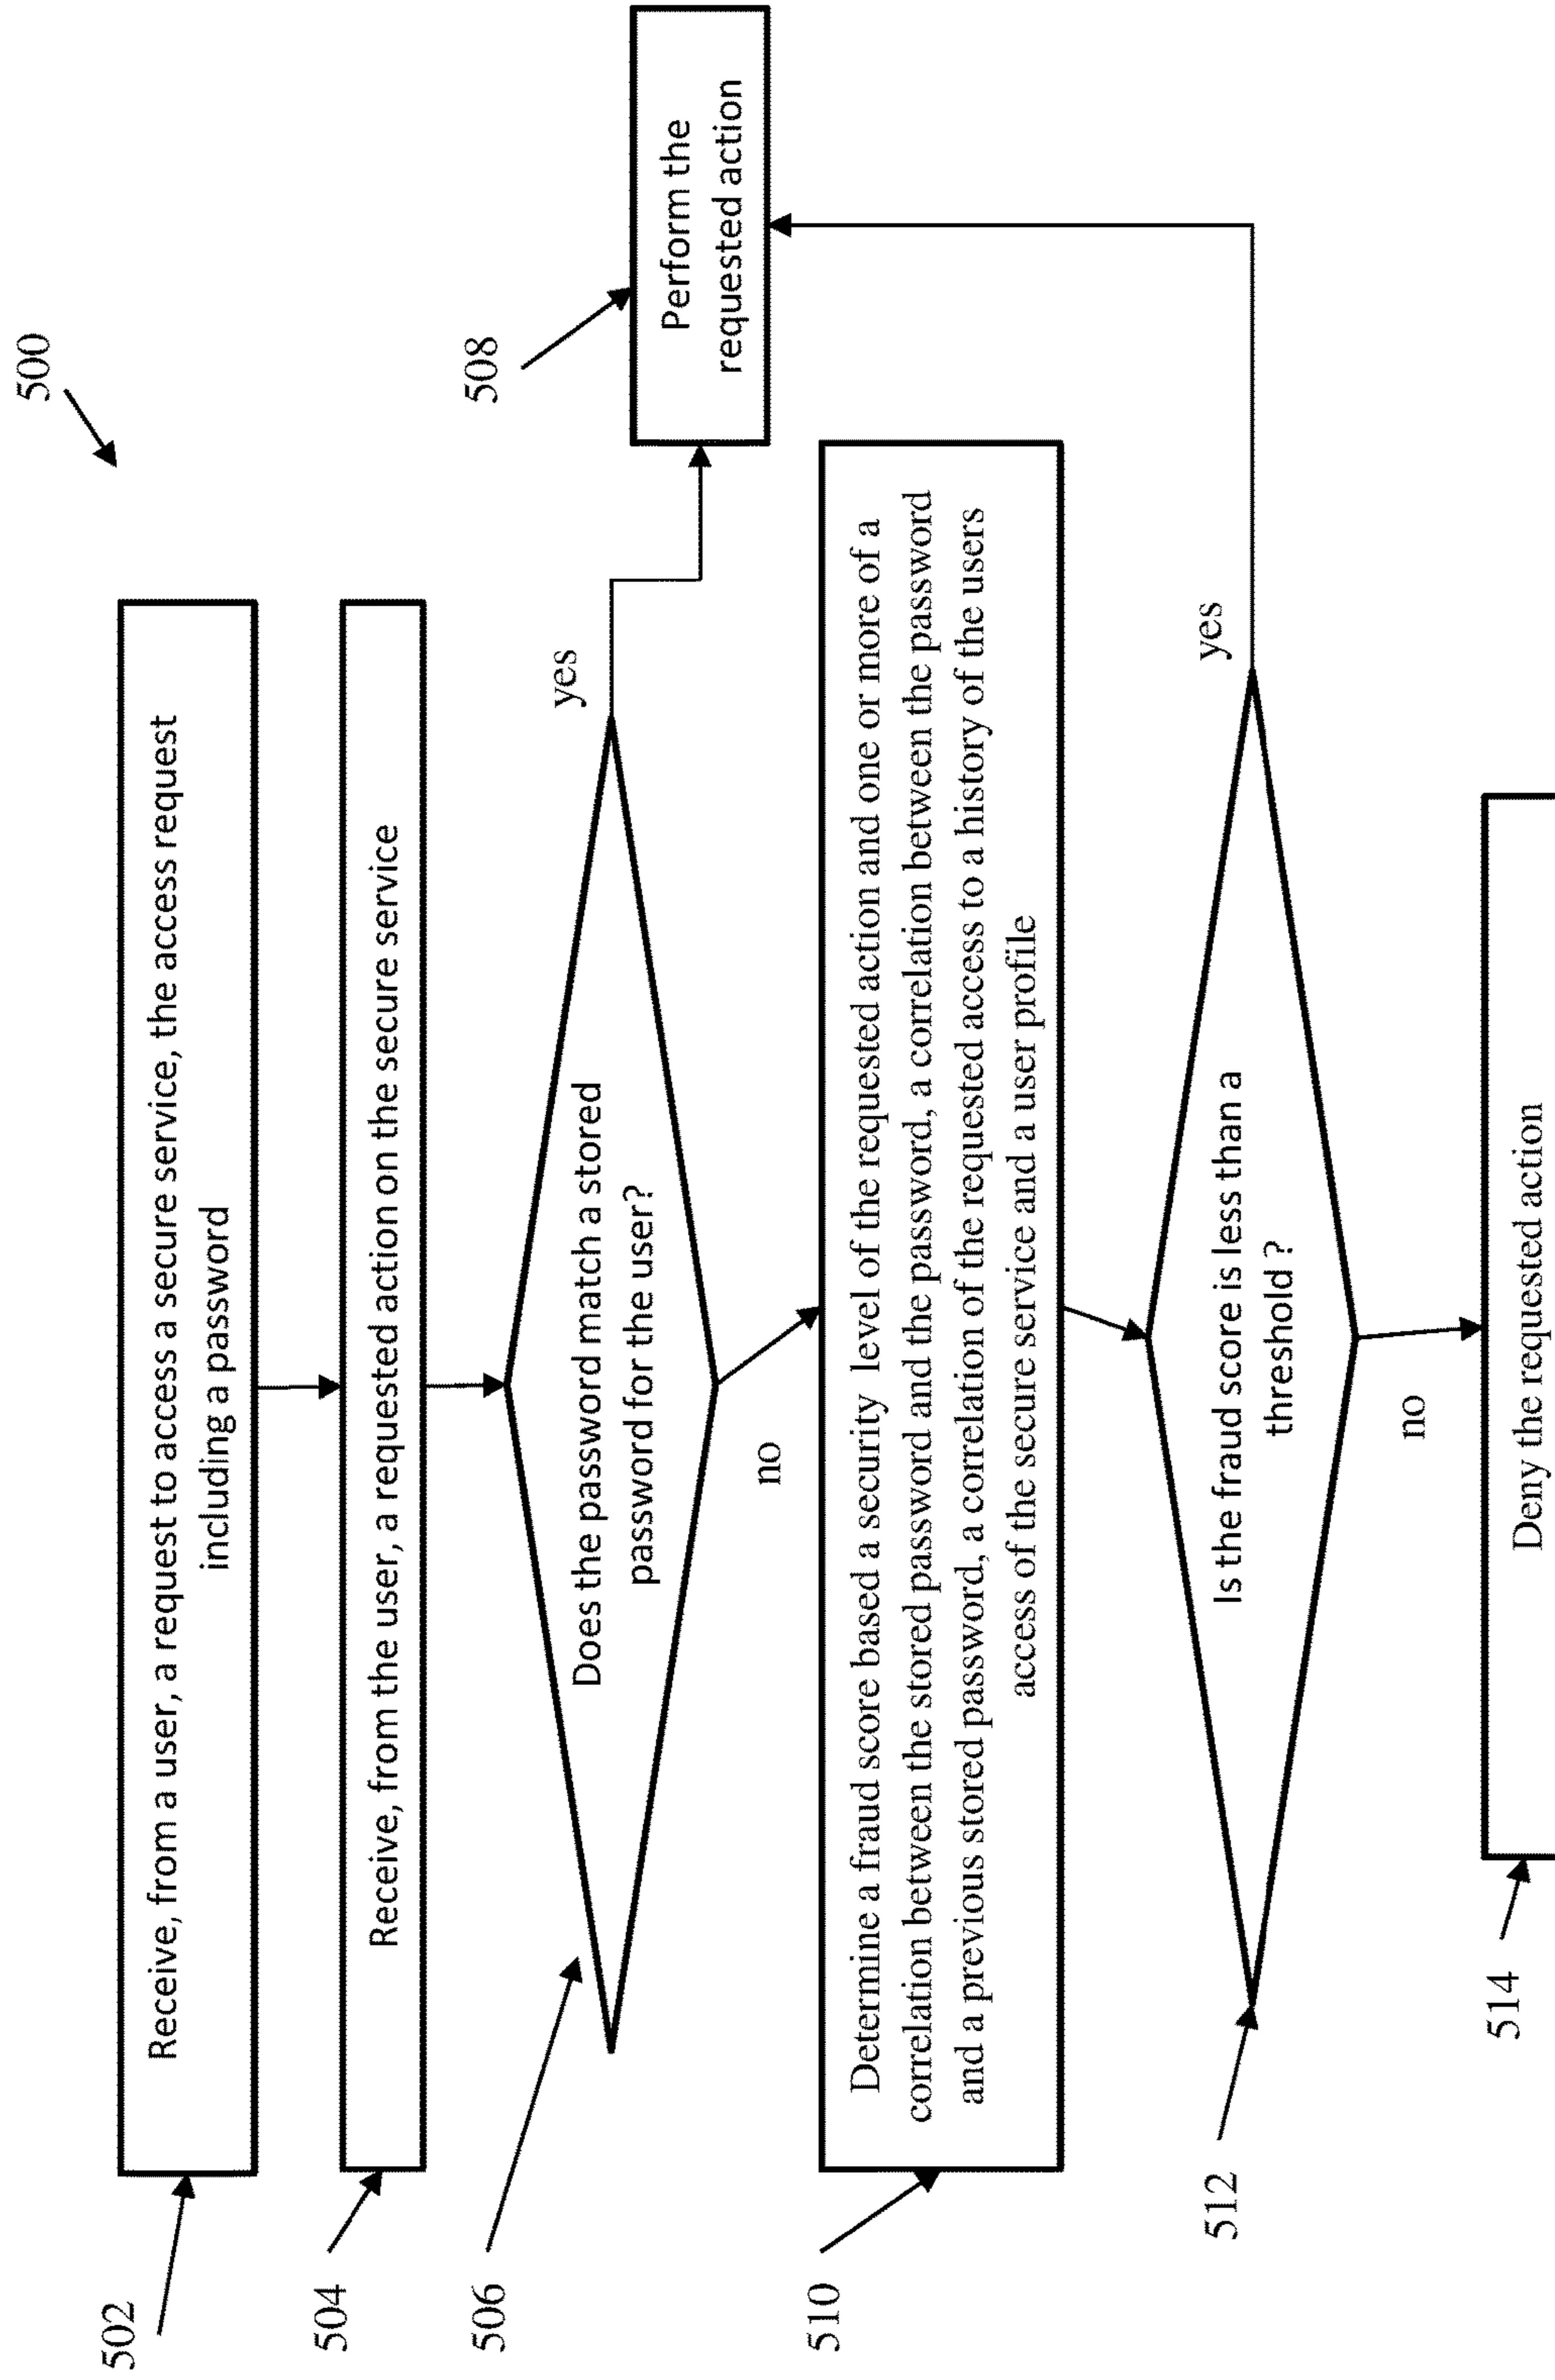 500
502
Receive, from a user, a request to access a secure service, the access request
including a password
504
Receive, from the user, a requested action on the secure service
506
Does the password match a stored
password for the user?
yes
508
Perform the
requested action
no
510
Determine a fraud score based a security level of the requested action and one or more of a
correlation between the stored password and the password, a correlation between the password
and a previous stored password, a correlation of the requested access to a history of the users
access of the secure service and a user profile
512
Is the fraud score is less than a
threshold ?
yes
no
514
Deny the requested action